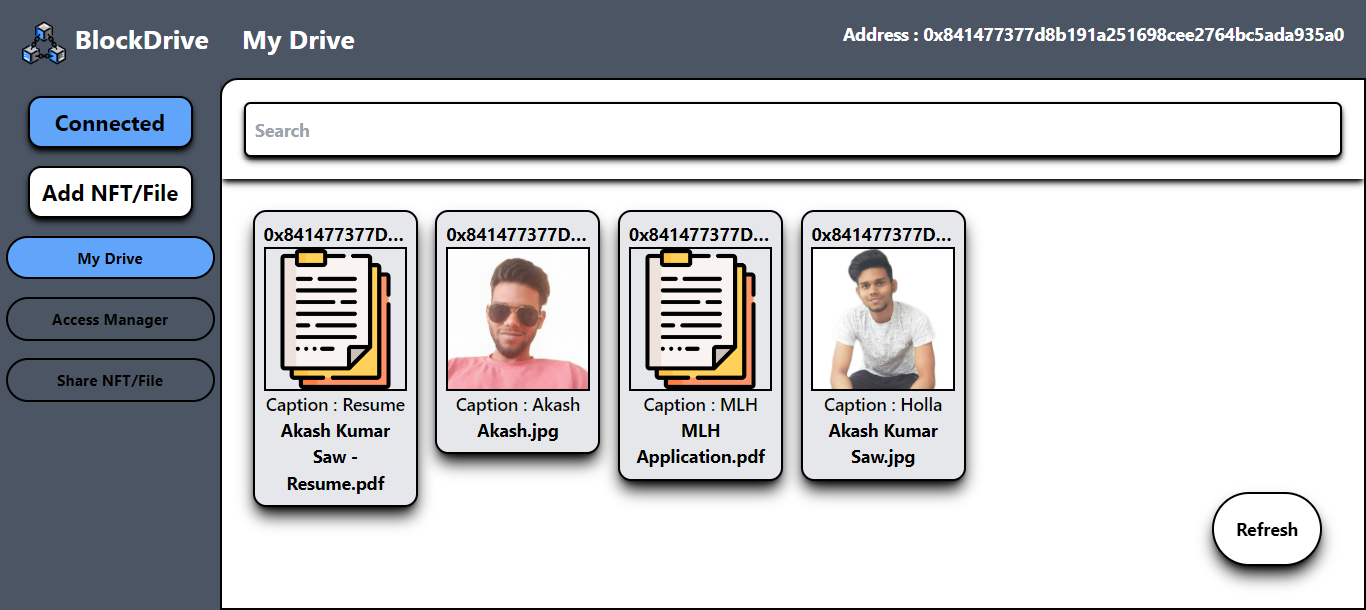 BlockDrive
My Drive
Address : 0x841477377d8b191a251698cee2764bc5ada935a0
Connected
Add NFT/File
My Drive
Access Manager
Share NFT/File
Search
0x841477377D...
Caption : Resume
Akash Kumar
Saw -
Resume.pdf
0x841477377D...
Caption : Akash
Akash.jpg
0x841477377D...
Caption : MLH
MLH
Application.pdf
0x841477377D...
Caption : Holla
Akash Kumar
Saw.jpg
Refresh